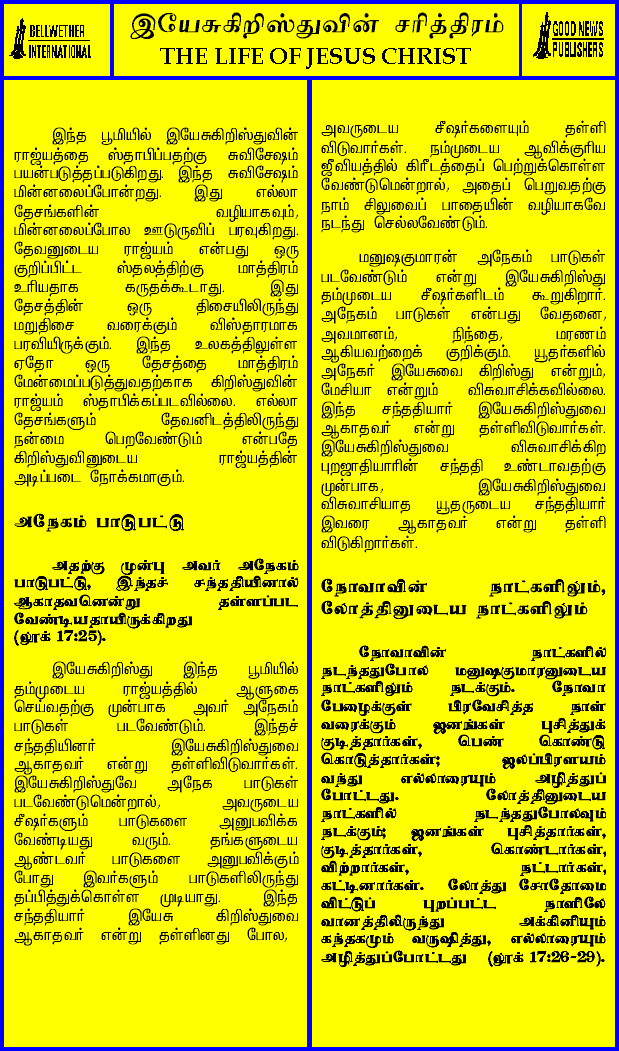 BELLWETHER
INTERNATIONAL
இயேசுகிறிஸ்துவின் சரித்திரம்
THE LIFE OF JESUS CHRIST
GOOD NEWS
PUBLISHERS
இந்த பூமியில் இயேசுகிறிஸ்துவின்
ராஜ்யத்தை ஸ்தாபிப்பதற்கு சுவிசேஷம்
பயன்படுத்தப்படுகிறது. இந்த சுவிசேஷம்
மின்னலைப்போன்றது. இது எல்லா
தேசங்களின் வழியாகவும்,
மின்னலைப்போல ஊடுருவிப் பரவுகிறது.
தேவனுடைய ராஜ்யம் என்பது ஒரு
குறிப்பிட்ட ஸ்தலத்திற்கு மாத்திரம்
உரியதாக கருதக்கூடாது. இது
தேசத்தின் ஒரு திசையிலிருந்து
மறுதிசை வரைக்கும் விஸ்தாரமாக
பரவியிருக்கும். இந்த உலகத்திலுள்ள
ஏதோ ஒரு தேசத்தை மாத்திரம்
மேன்மைப்படுத்துவதற்காக கிறிஸ்துவின்
ராஜ்யம் ஸ்தாபிக்கப்படவில்லை. எல்லா
தேசங்களும் தேவனிடத்திலிருந்து
நன்மை பெறவேண்டும் என்பதே
கிறிஸ்துவினுடைய ராஜ்யத்தின்
அடிப்படை நோக்கமாகும்.
அநேகம் பாடுபட்டு
அதற்கு முன்பு அவர் அநேகம்
பாடுபட்டு, இந்தச் சந்ததியினால்
ஆகாதவனென்று தள்ளப்பட
வேண்டியதாயிருக்கிறது
(லூக் 17:25).
இயேசுகிறிஸ்து இந்த பூமியில்
தம்முடைய ராஜ்யத்தில் ஆளுகை
செய்வதற்கு முன்பாக அவர் அநேகம்
பாடுகள் படவேண்டும். இந்தச்
சந்ததியினர் இயேசுகிறிஸ்துவை
ஆகாதவர் என்று தள்ளிவிடுவார்கள்.
இயேசுகிறிஸ்துவே அநேக பாடுகள்
படவேண்டுமென்றால், அவருடைய
சீஷர்களும் பாடுகளை அனுபவிக்க
வேண்டியது வரும். தங்களுடைய
ஆண்டவர் பாடுகளை அனுபவிக்கும்
போது இவர்களும் பாடுகளிலிருந்து
தப்பித்துக்கொள்ள முடியாது. இந்த
சந்ததியார் இயேசு கிறிஸ்துவை
ஆகாதவர் என்று தள்ளினது போல,
அவருடைய சீஷர்களையும் தள்ளி
விடுவார்கள். நம்முடைய ஆவிக்குரிய
ஜீவியத்தில் கிரீடத்தைப் பெற்றுக்கொள்ள
வேண்டுமென்றால், அதைப் பெறுவதற்கு
நாம் சிலுவைப் பாதையின் வழியாகவே
நடந்து செல்லவேண்டும்.
மனுஷகுமாரன் அநேகம் பாடுகள்
படவேண்டும் என்று இயேசுகிறிஸ்து
தம்முடைய சீஷர்களிடம் கூறுகிறார்.
அநேகம் பாடுகள் என்பது வேதனை,
அவமானம், நிந்தை, மரணம்
ஆகியவற்றைக் குறிக்கும். யூதர்களில்
அநேகர் இயேசுவை கிறிஸ்து என்றும்,
மேசியா என்றும் விசுவாசிக்கவில்லை.
இந்த சந்ததியார் இயேசுகிறிஸ்துவை
ஆகாதவர் என்று தள்ளிவிடுவார்கள்.
இயேசுகிறிஸ்துவை விசுவாசிக்கிற
புறஜாதியாரின் சந்ததி உண்டாவதற்கு
முன்பாக, இயேசுகிறிஸ்துவை
விசுவாசியாத யூதருடைய சந்ததியார்
இவரை ஆகாதவர் என்று தள்ளி
விடுகிறார்கள்.
நோவாவின் நாட்களிலும்,
லோத்தினுடைய நாட்களிலும்
நோவாவின் நாட்களில்
நடந்ததுபோல மனுஷகுமாரனுடைய
நாட்களிலும் நடக்கும். நோவா
பேழைக்குள் பிரவேசித்த நாள்
வரைக்கும் ஜனங்கள் புசித்துக்
குடித்தார்கள், பெண் கொண்டு
கொடுத்தார்கள்; ஜலப்பிரளயம்
வந்து எல்லாரையும் அழித்துப்
போட்டது. லோத்தினுடைய
நாட்களில் நடந்ததுபோலவும்
நடக்கும்; ஜனங்கள் புசித்தார்கள்,
குடித்தார்கள், கொண்டார்கள்,
விற்றார்கள், நட்டார்கள்,
கட்டினார்கள். லோத்து சோதோமை
விட்டுப் புறப்பட்ட நாளிலே
வானத்திலிருந்து அக்கினியும்
கந்தகமும் வருஷித்து, எல்லாரையும்
அழித்துப்போட்டது (லூக் 17:26-29).